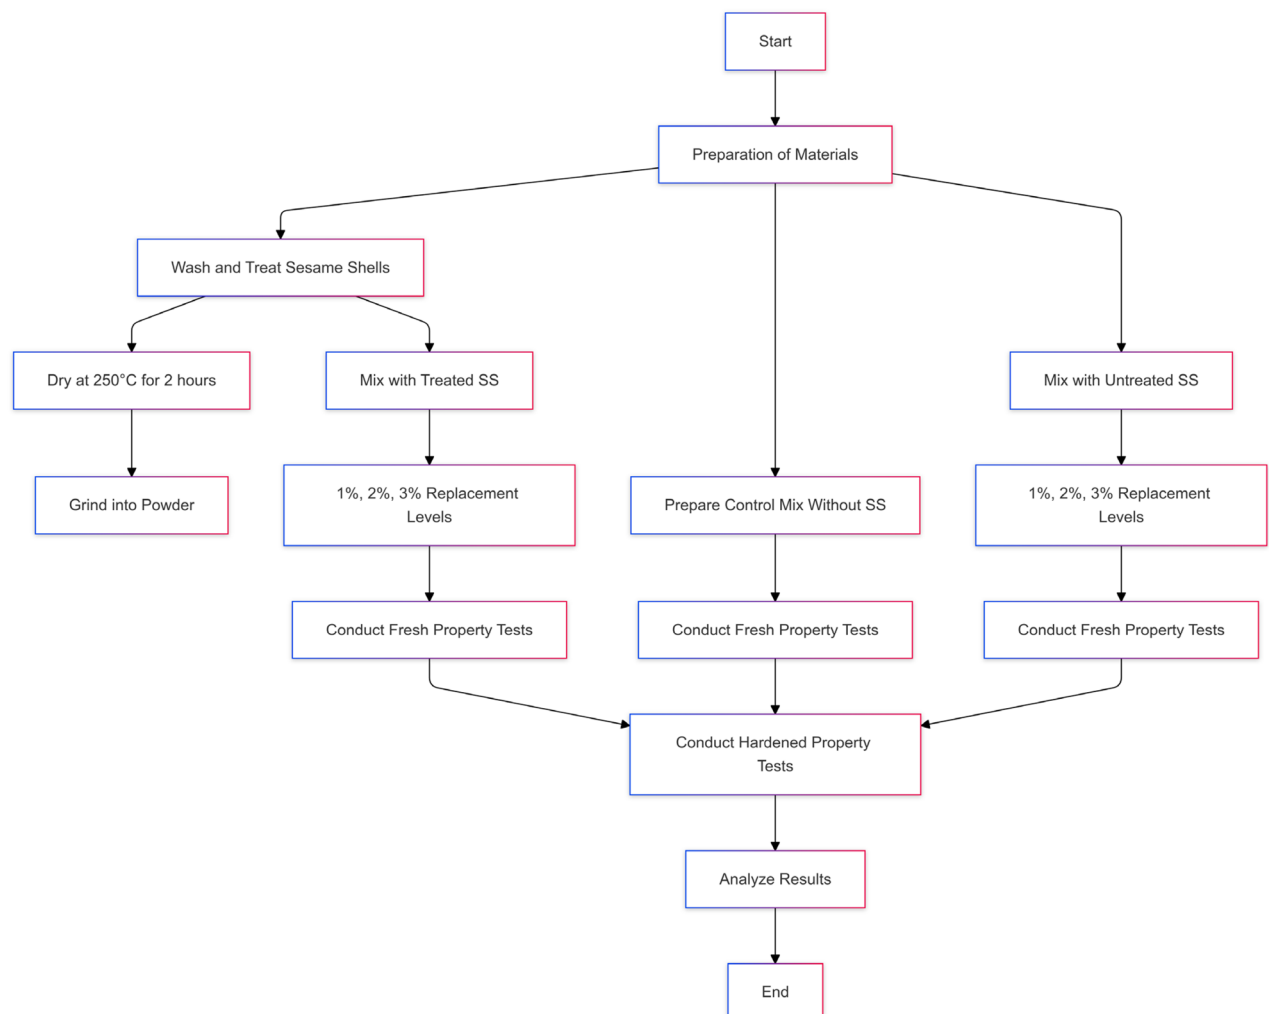 Start
Preparation of Materials
Wash and Treat Sesame Shells
Dry at 250°C for 2 hours
Mix with Treated SS
Mix with Untreated SS
Grind into Powder
1%, 2%, 3% Replacement
Levels
Prepare Control Mix Without SS
1%, 2%, 3% Replacement
Levels
Conduct Fresh Property Tests
Conduct Fresh Property Tests
Conduct Fresh Property Tests
Conduct Hardened Property
Tests
Analyze Results
End